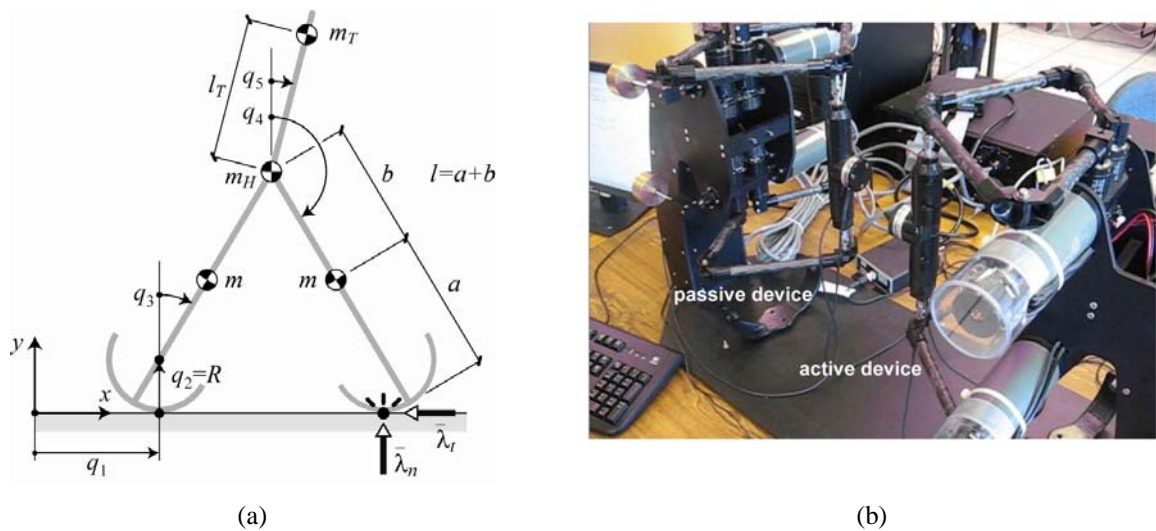 m_T
l_T
q_5
q_4
m_H
b
l=a+b
m
m
a
q_3
y
q_2=R
x
λ̄_t
q_1
λ̄_n
passive device
active device
(a)
(b)